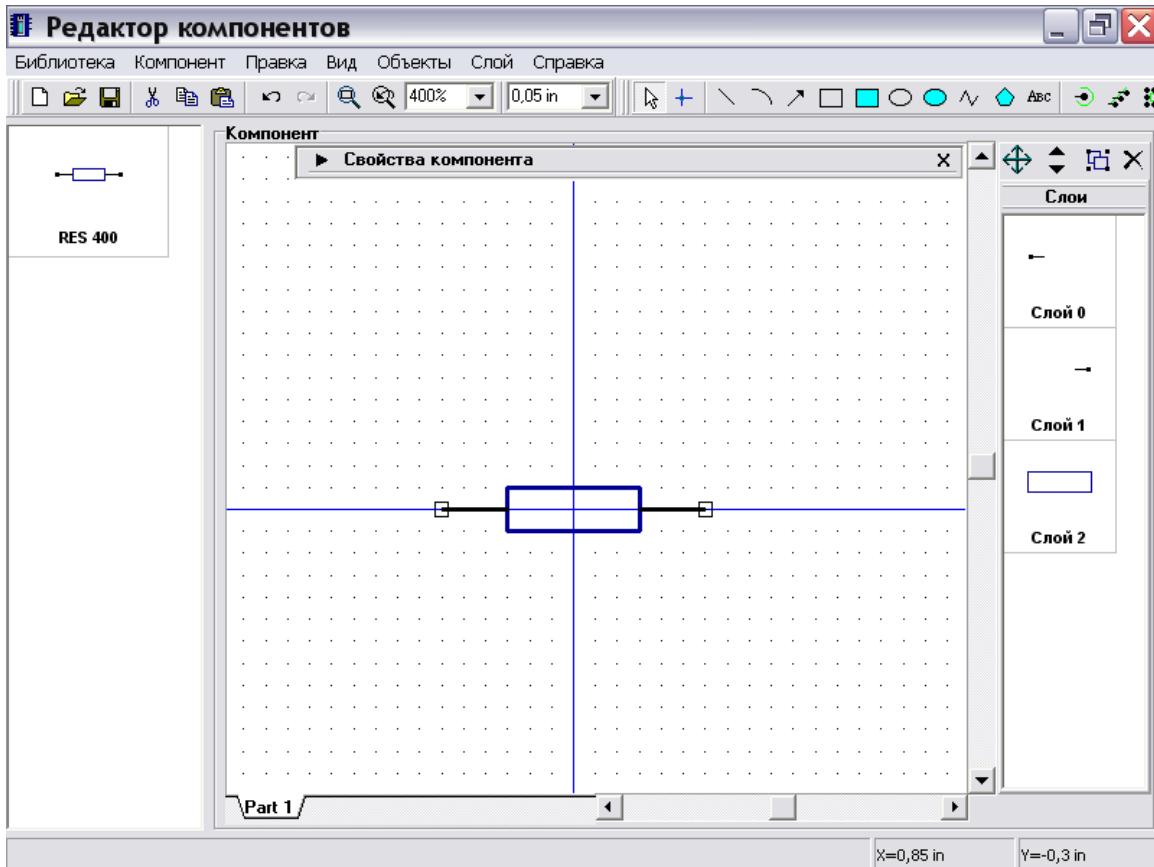 Редактор компонентов
Библиотека Компонент Правка Вид Объекты Слой Справка
400% 0,05 in ABC
Компонент
Свойства компонента
RES 400
Слои
Слой 0
Слой 1
Слой 2
Part 1
X=0,85 in Y=-0,3 in